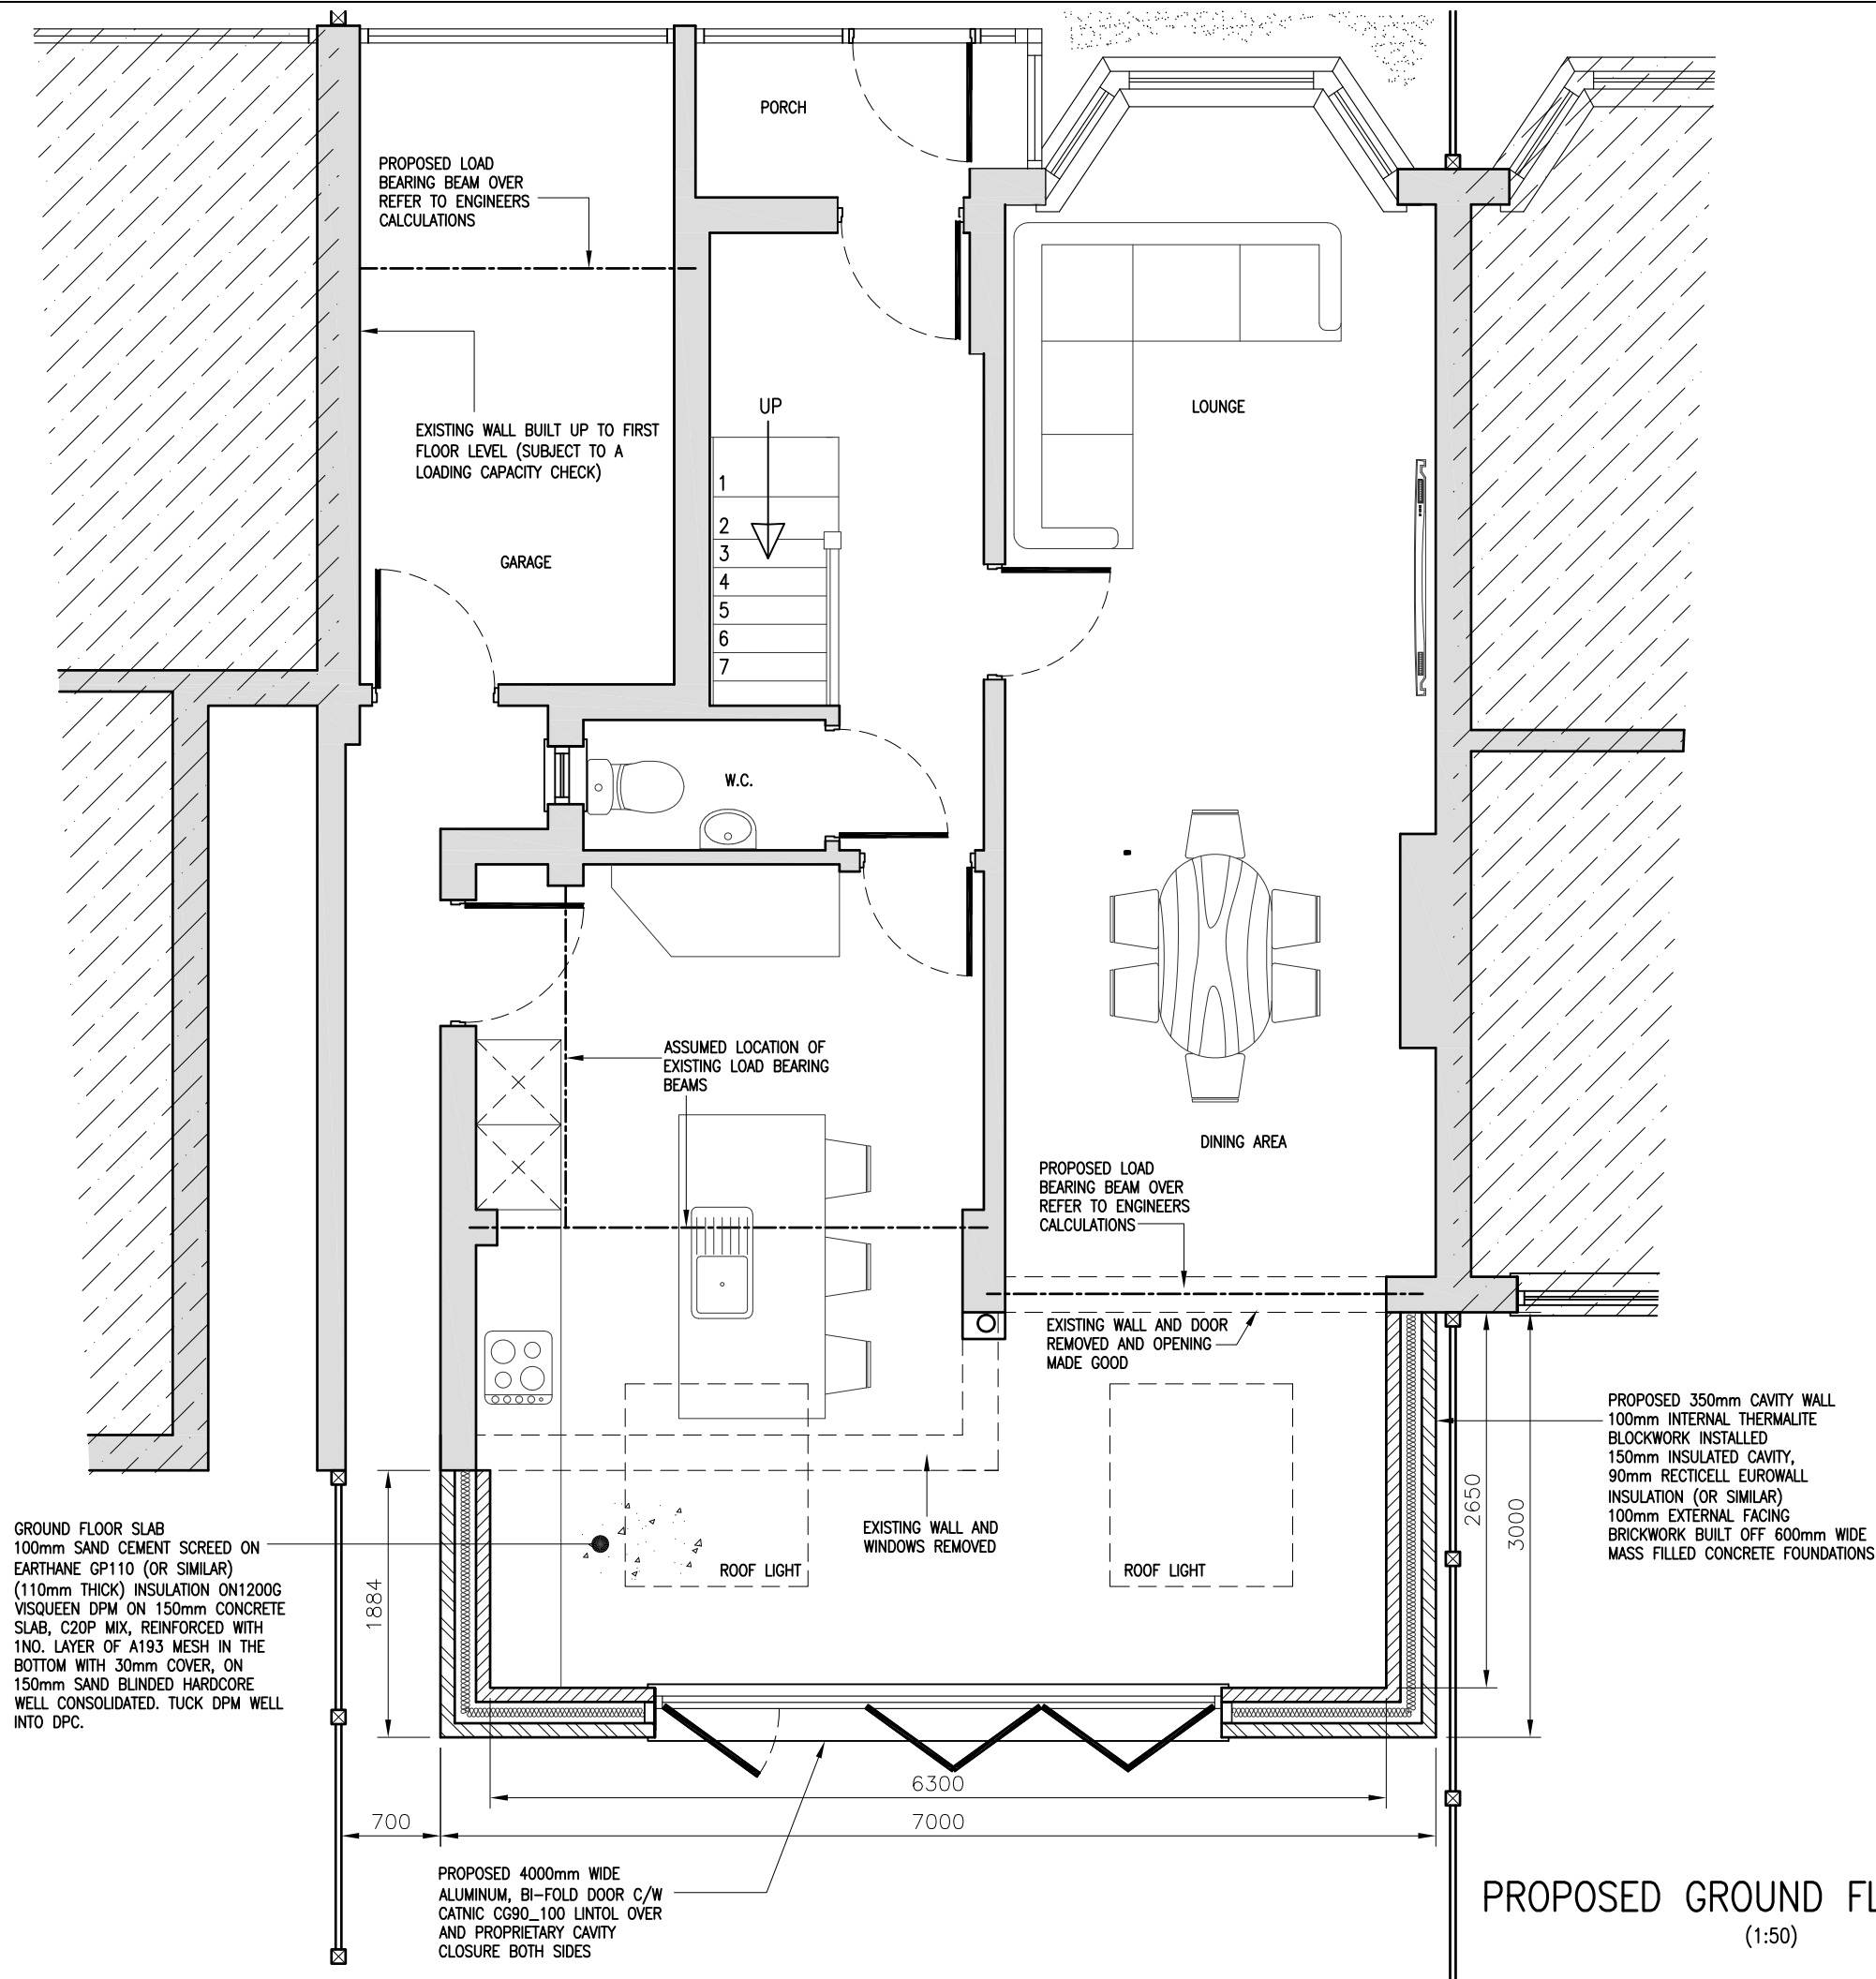 PORCH
PROPOSED LOAD
BEARING BEAM OVER
REFER TO ENGINEERS
CALCULATIONS
UP
LOUNGE
EXISTING WALL BUILT UP TO FIRST
FLOOR LEVEL (SUBJECT TO A
LOADING CAPACITY CHECK)
1
2
3
4
5
6
7
GARAGE
W.C.
ASSUMED LOCATION OF
EXISTING LOAD BEARING
BEAMS
DINING AREA
PROPOSED LOAD
BEARING BEAM OVER
REFER TO ENGINEERS
CALCULATIONS
EXISTING WALL AND DOOR
REMOVED AND OPENING
MADE GOOD
PROPOSED 350mm CAVITY WALL
100mm INTERNAL THERMALITE
BLOCKWORK INSTALLED
150mm INSULATED CAVITY,
90mm RECTICELL EUROWALL
INSULATION (OR SIMILAR)
100mm EXTERNAL FACING
BRICKWORK BUILT OFF 600mm WIDE
MASS FILLED CONCRETE FOUNDATIONS
2650
3000
EXISTING WALL AND
WINDOWS REMOVED
ROOF LIGHT
ROOF LIGHT
GROUND FLOOR SLAB
100mm SAND CEMENT SCREED ON
EARTHANE GP110 (OR SIMILAR)
(110mm THICK) INSULATION ON1200G
VISQUEEN DPM ON 150mm CONCRETE
SLAB, C20P MIX, REINFORCED WITH
1NO. LAYER OF A193 MESH IN THE
BOTTOM WITH 30mm COVER, ON
150mm SAND BLINDED HARDCORE
WELL CONSOLIDATED. TUCK DPM WELL
INTO DPC.
1884
6300
700
7000
PROPOSED 4000mm WIDE
ALUMINUM, BI-FOLD DOOR C/W
CATNIC CG90_100 LINTOL OVER
AND PROPRIETARY CAVITY
CLOSURE BOTH SIDES
PROPOSED GROUND FL
(1:50)